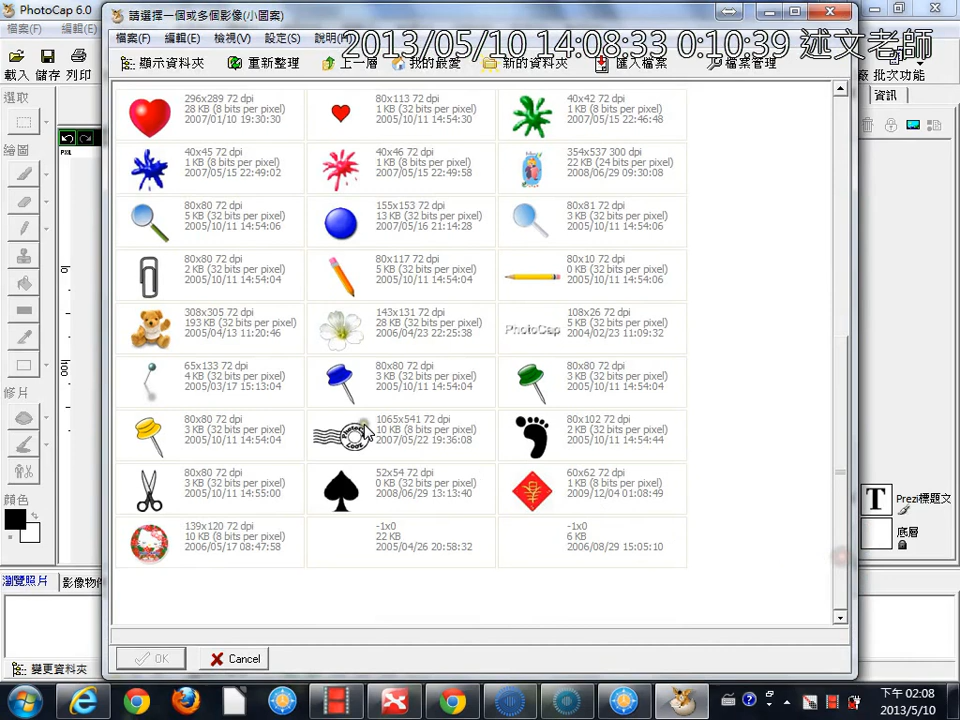 PhotoCap 6.0
請選擇一個或多個影像(小圖案)
檔案(F) 編輯(E)
檔案(F) 編輯(E) 檢視(V) 設定(S) 說明(H)
2013/05/10 14:08:33 0:10:39 述文老師
載入 儲存 列印
顯示資料夾 重新整理 上一層 我的最愛 新的資料夾 匯入檔案 檔案管理
批次功能
選取
資訊
繪圖
修片
顏色
296x289 72 dpi
28 KB (8 bits per pixel)
2007/01/10 19:30:30
80x113 72 dpi
1 KB (32 bits per pixel)
2005/10/11 14:54:30
40x42 72 dpi
1 KB (8 bits per pixel)
2007/05/15 22:46:48
40x45 72 dpi
1 KB (8 bits per pixel)
2007/05/15 22:49:02
40x46 72 dpi
1 KB (8 bits per pixel)
2007/05/15 22:49:58
354x537 300 dpi
22 KB (24 bits per pixel)
2008/06/29 09:30:08
80x80 72 dpi
5 KB (32 bits per pixel)
2005/10/11 14:54:06
155x153 72 dpi
13 KB (32 bits per pixel)
2007/05/16 21:14:28
80x81 72 dpi
3 KB (32 bits per pixel)
2005/10/11 14:54:06
80x80 72 dpi
2 KB (32 bits per pixel)
2005/10/11 14:54:04
80x117 72 dpi
5 KB (32 bits per pixel)
2005/10/11 14:54:04
80x10 72 dpi
0 KB (32 bits per pixel)
2005/10/11 14:54:06
308x305 72 dpi
193 KB (32 bits per pixel)
2005/04/13 11:20:46
143x131 72 dpi
28 KB (32 bits per pixel)
2006/04/23 22:25:38
PhotoCap
108x26 72 dpi
5 KB (32 bits per pixel)
2004/02/23 11:09:32
65x133 72 dpi
4 KB (32 bits per pixel)
2005/03/17 15:13:04
80x80 72 dpi
3 KB (32 bits per pixel)
2005/10/11 14:54:04
80x80 72 dpi
3 KB (32 bits per pixel)
2005/10/11 14:54:04
80x80 72 dpi
3 KB (32 bits per pixel)
2005/10/11 14:54:04
1065x541 72 dpi
10 KB (8 bits per pixel)
2007/05/22 19:36:08
80x102 72 dpi
2 KB (32 bits per pixel)
2005/10/11 14:54:44
80x80 72 dpi
3 KB (32 bits per pixel)
2005/10/11 14:55:00
52x54 72 dpi
0 KB (32 bits per pixel)
2008/06/29 13:13:40
春
60x62 72 dpi
1 KB (8 bits per pixel)
2009/12/04 01:08:49
139x120 72 dpi
10 KB (8 bits per pixel)
2006/05/17 08:47:58
-1x0
22 KB
2005/04/26 20:58:32
-1x0
6 KB
2006/08/29 15:05:10
T Prezi標題文
底層
瀏覽照片 影像物件
變更資料夾
OK Cancel
下午 02:08
2013/5/10